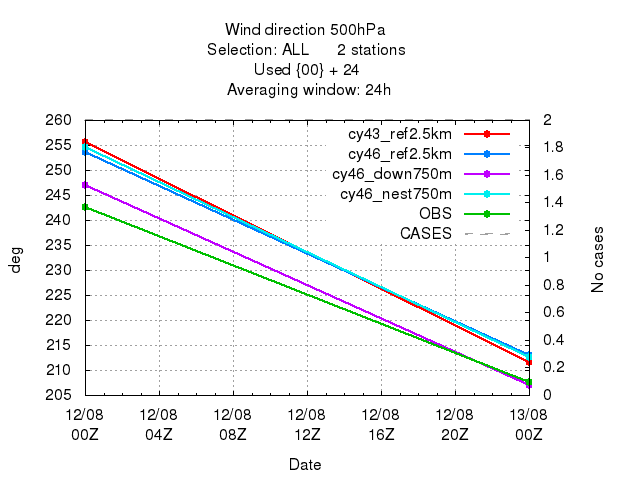 Wind direction 500hPa
Selection: ALL 2 stations
Used {00} + 24
Averaging window: 24h
260 2
255 1.8
250 1.6
245 1.4
240 1.2
235 1
230 0.8
225 0.6
220 0.4
215 0.2
210 0
205
deg
No cases
cy43_ref2.5km
cy46_ref2.5km
cy46_down750m
cy46_nest750m
OBS
CASES
12/08 12/08 12/08 12/08 12/08 12/08 13/08
00Z 04Z 08Z 12Z 16Z 20Z 00Z
Date